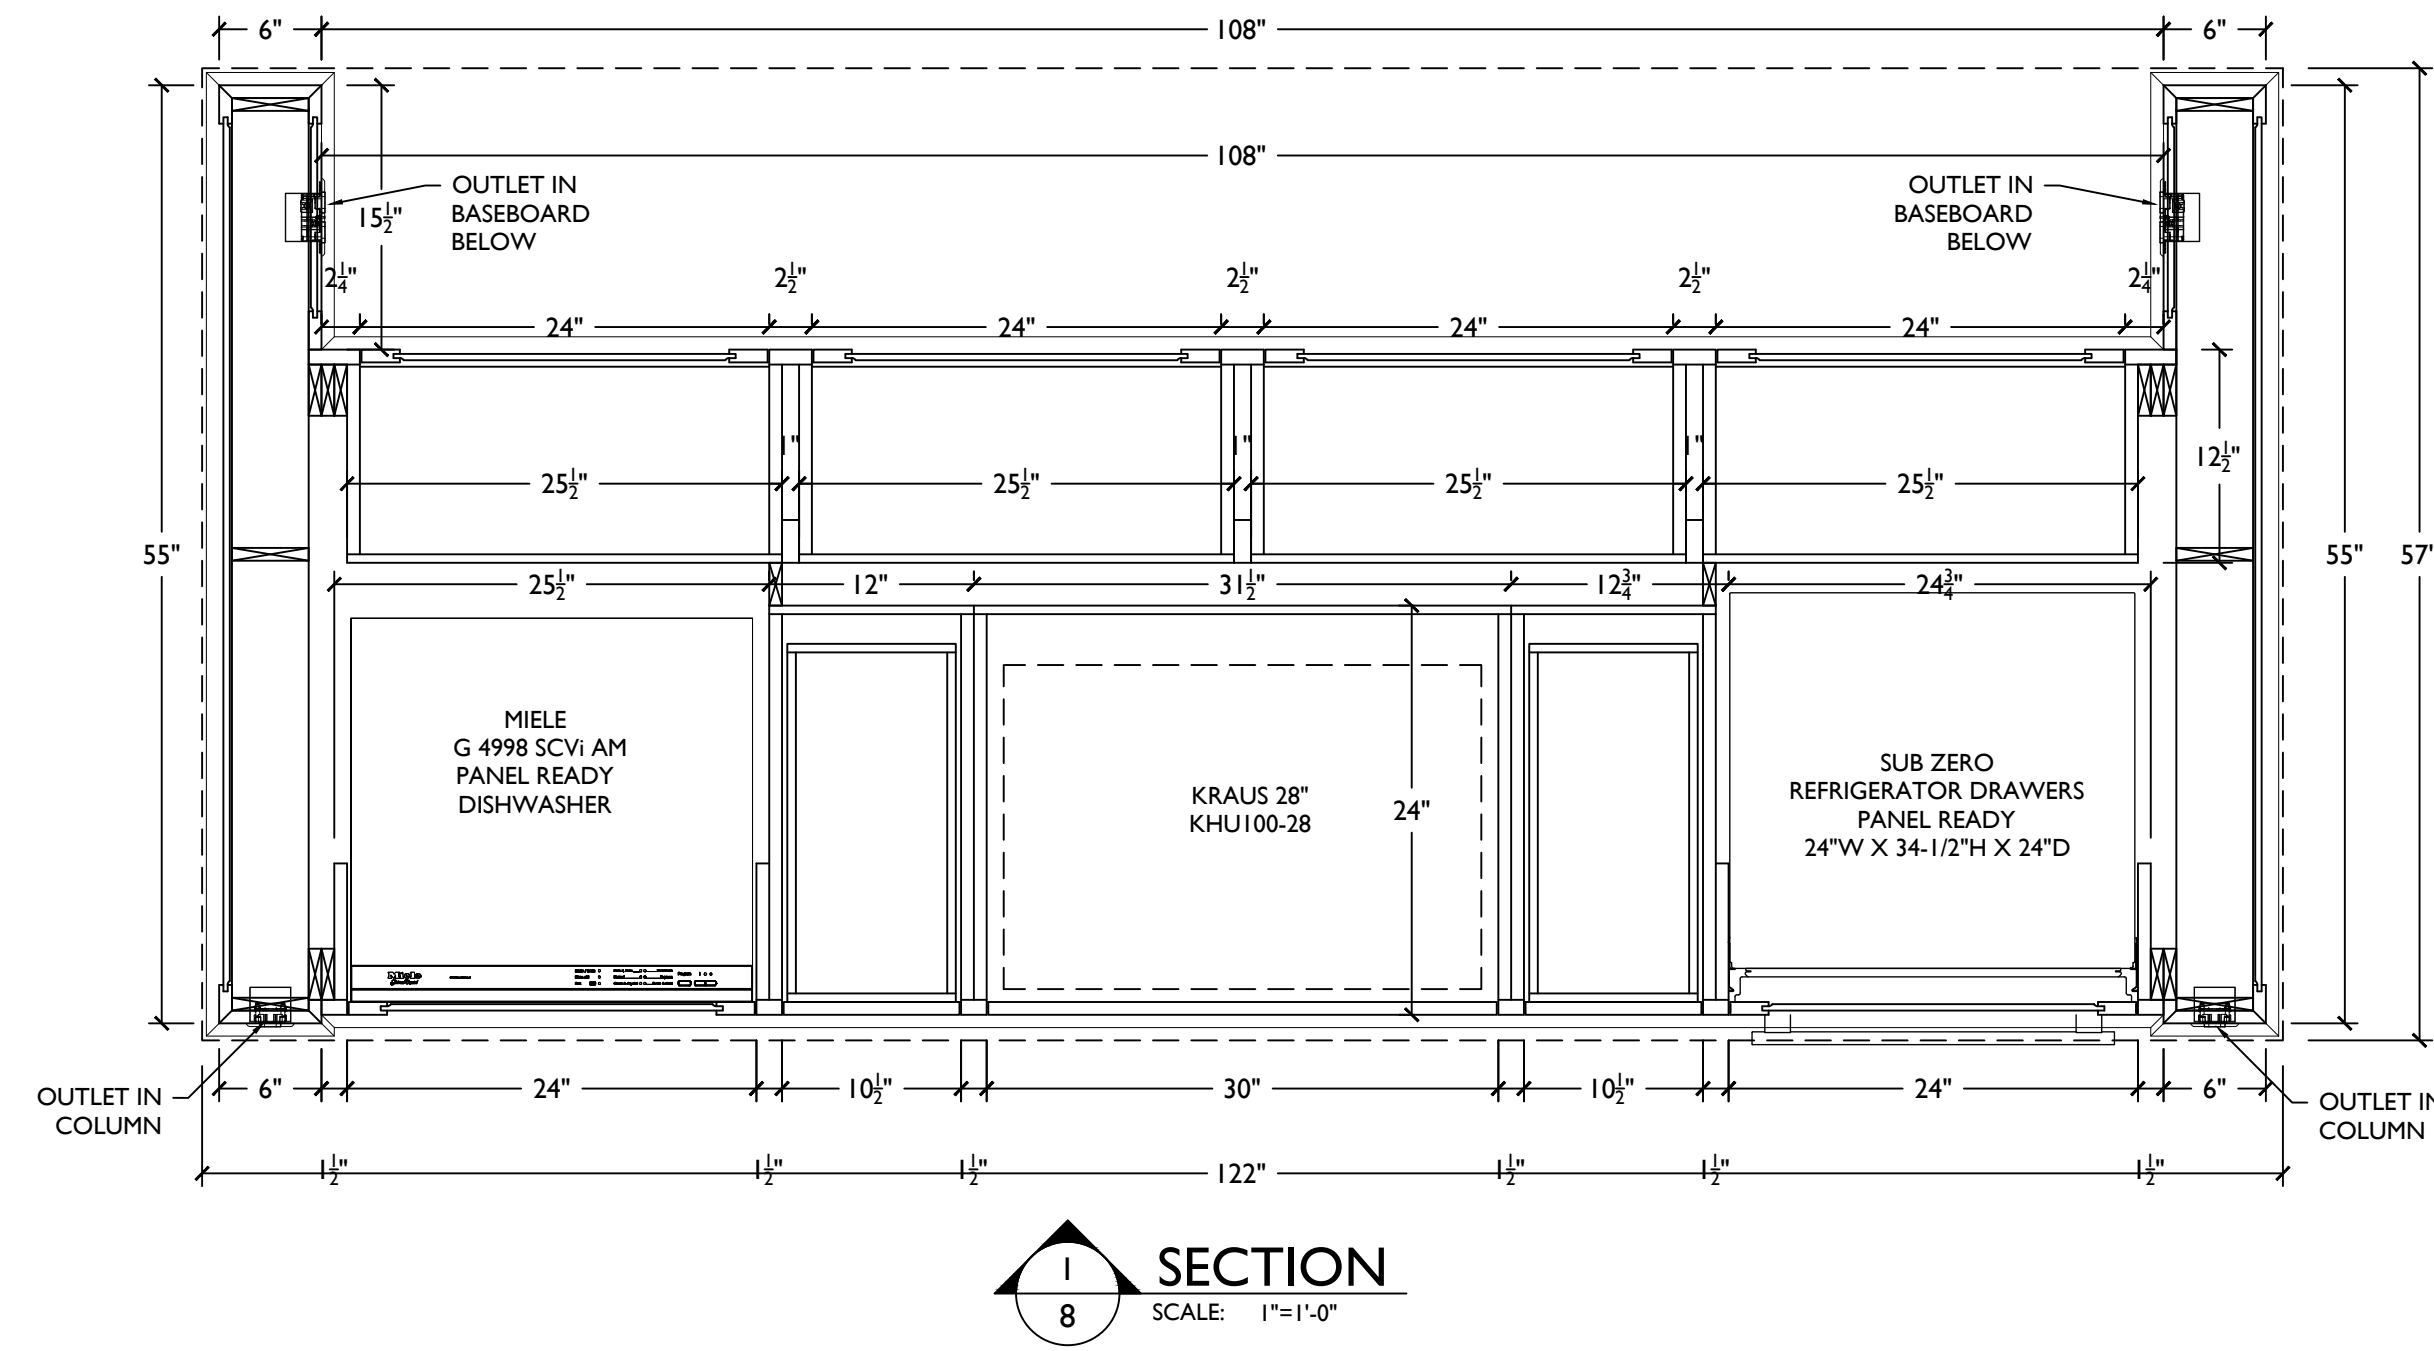 6" 108" 6"
108"
OUTLET IN
BASEBOARD
BELOW
OUTLET IN
BASEBOARD
BELOW
15½"
2¼" 2½" 2½" 2½" 2¼"
24" 24" 24" 24"
1" 1" 1"
25½" 25½" 25½" 25½"
12½"
55" 55" 57"
25½" 12" 31½" 12¾" 24¾"
MIELE
G 4998 SCVi AM
PANEL READY
DISHWASHER
KRAUS 28"
KHU100-28
24"
SUB ZERO
REFRIGERATOR DRAWERS
PANEL READY
24"W X 34-1/2"H X 24"D
Miele
OUTLET IN
COLUMN
6" 24" 10½" 30" 10½" 24" 6"
OUTLET IN
COLUMN
1½" 1½" 1½" 122" 1½" 1½" 1½"
1
8
SECTION
SCALE: 1"=1'-0"